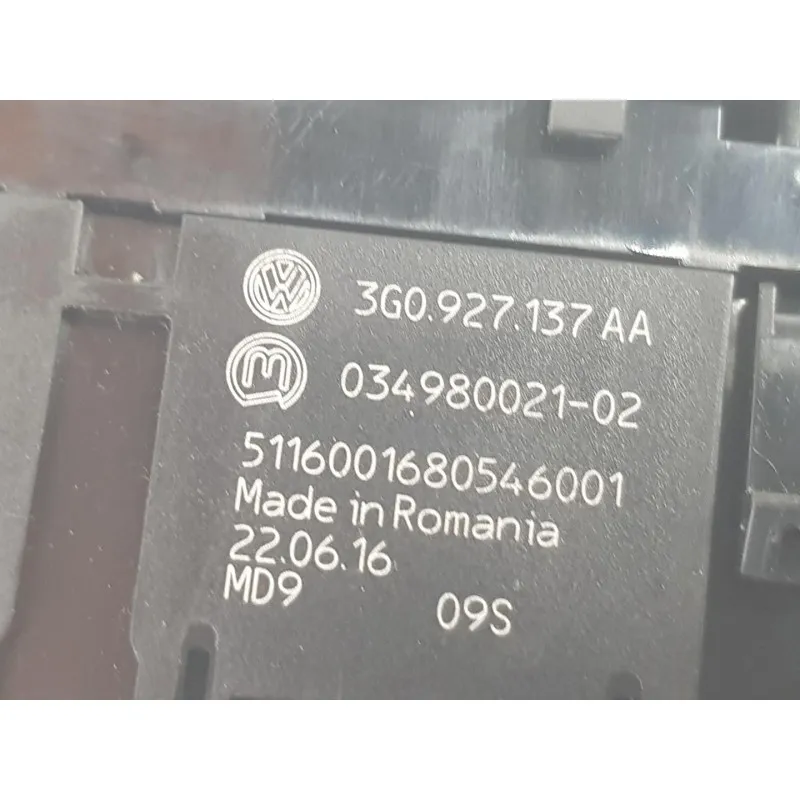 3G0.927.137 AA
034980021-02
5116001680546001
Made in Romania
22.06.16
MD9 09S